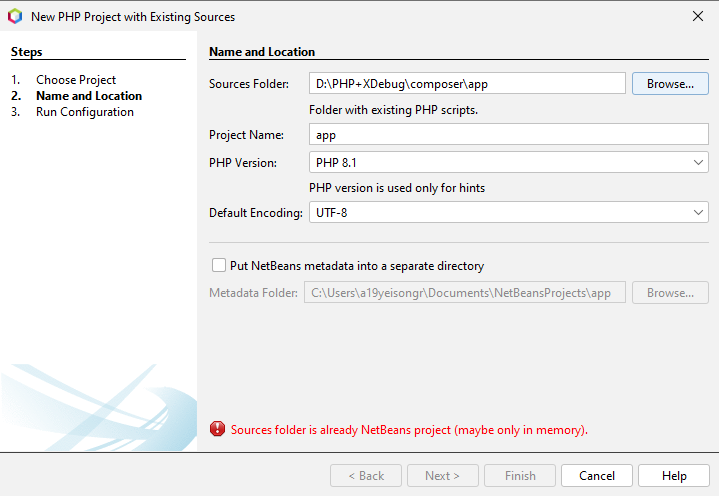 New PHP Project with Existing Sources
Steps
1. Choose Project
2. Name and Location
3. Run Configuration
Name and Location
Sources Folder: D:\PHP+XDebug\composer\app Browse...
Folder with existing PHP scripts.
Project Name: app
PHP Version: PHP 8.1
PHP version is used only for hints
Default Encoding: UTF-8
Put NetBeans metadata into a separate directory
Metadata Folder: C:\Users\a19yeisongr\Documents\NetBeansProjects\app Browse...
Sources folder is already NetBeans project (maybe only in memory).
< Back Next > Finish Cancel Help